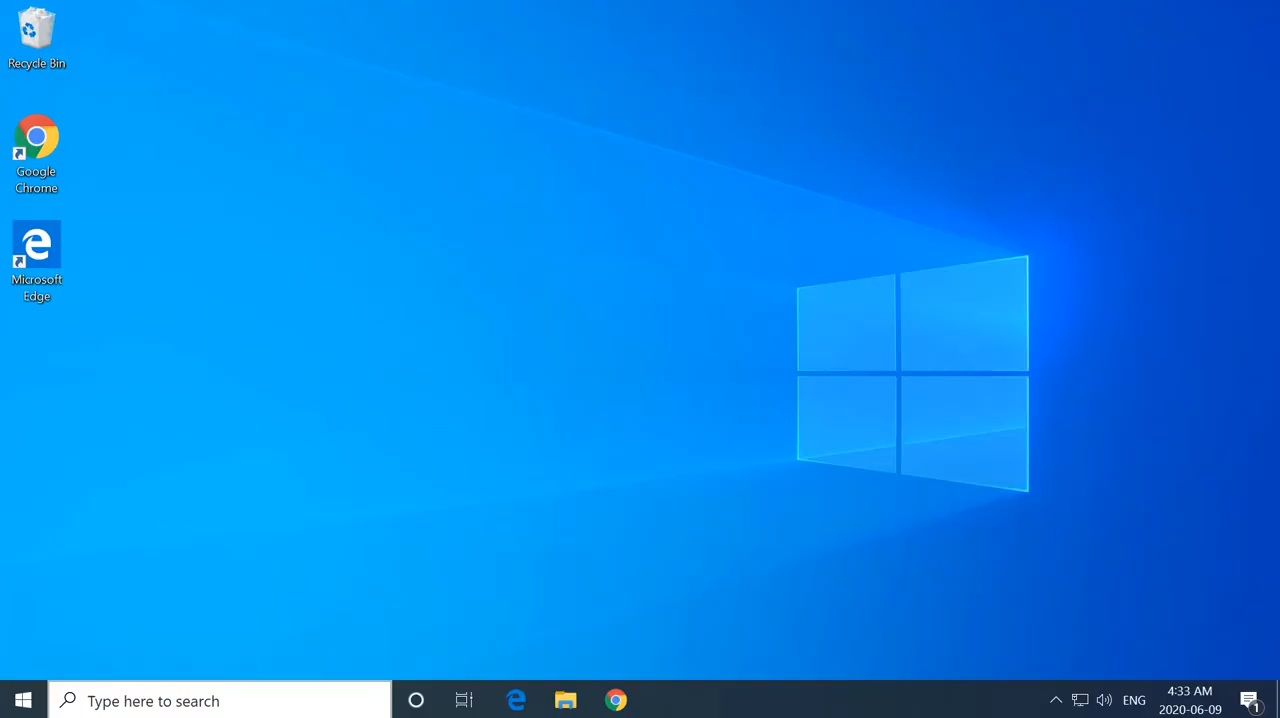 Recycle Bin
Google
Chrome
Microsoft
Edge
Type here to search
ENG
4:33 AM
2020-06-09
1